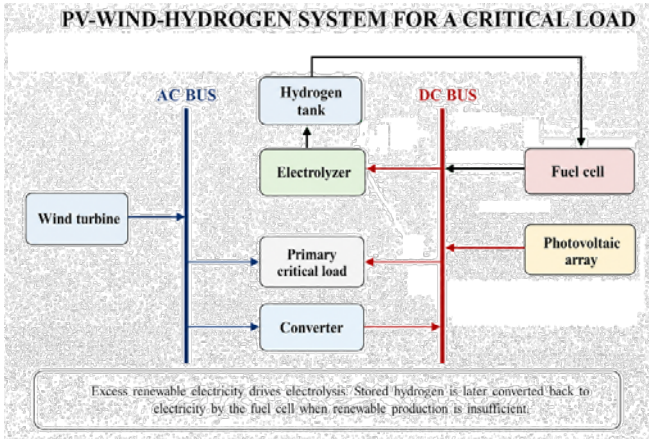 PV-WIND-HYDROGEN SYSTEM FOR A CRITICAL LOAD
AC BUS
Hydrogen
tank
DC BUS
Electrolyzer
Fuel cell
Wind turbine
Primary
critical load
Photovoltaic
array
Converter
Excess renewable electricity drives electrolysis. Stored hydrogen is later converted back to
electricity by the fuel cell when renewable production is insufficient.